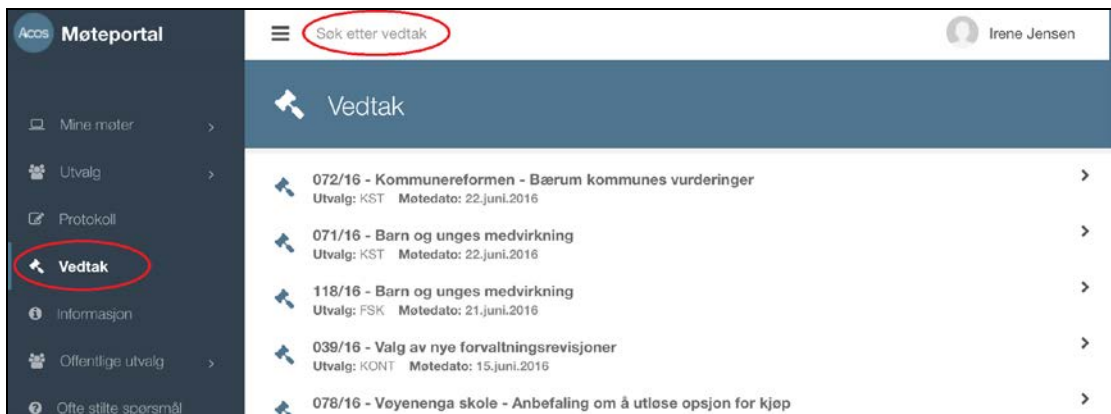 Acos Møteportal
Søk etter vedtak
Irene Jensen
Mine møter
Utvalg
Protokoll
Vedtak
Informasjon
Offentlige utvalg
Ofte stilte spørsmål
Vedtak
072/16 - Kommunereformen - Bærum kommunes vurderinger
Utvalg: KST Møtedato: 22.juni.2016
071/16 - Barn og unges medvirkning
Utvalg: KST Møtedato: 22.juni.2016
118/16 - Barn og unges medvirkning
Utvalg: FSK Møtedato: 21.juni.2016
039/16 - Valg av nye forvaltningsrevisjoner
Utvalg: KONT Møtedato: 15.juni.2016
078/16 - Vøyenenga skole - Anbefaling om å utløse opsjon for kjøp